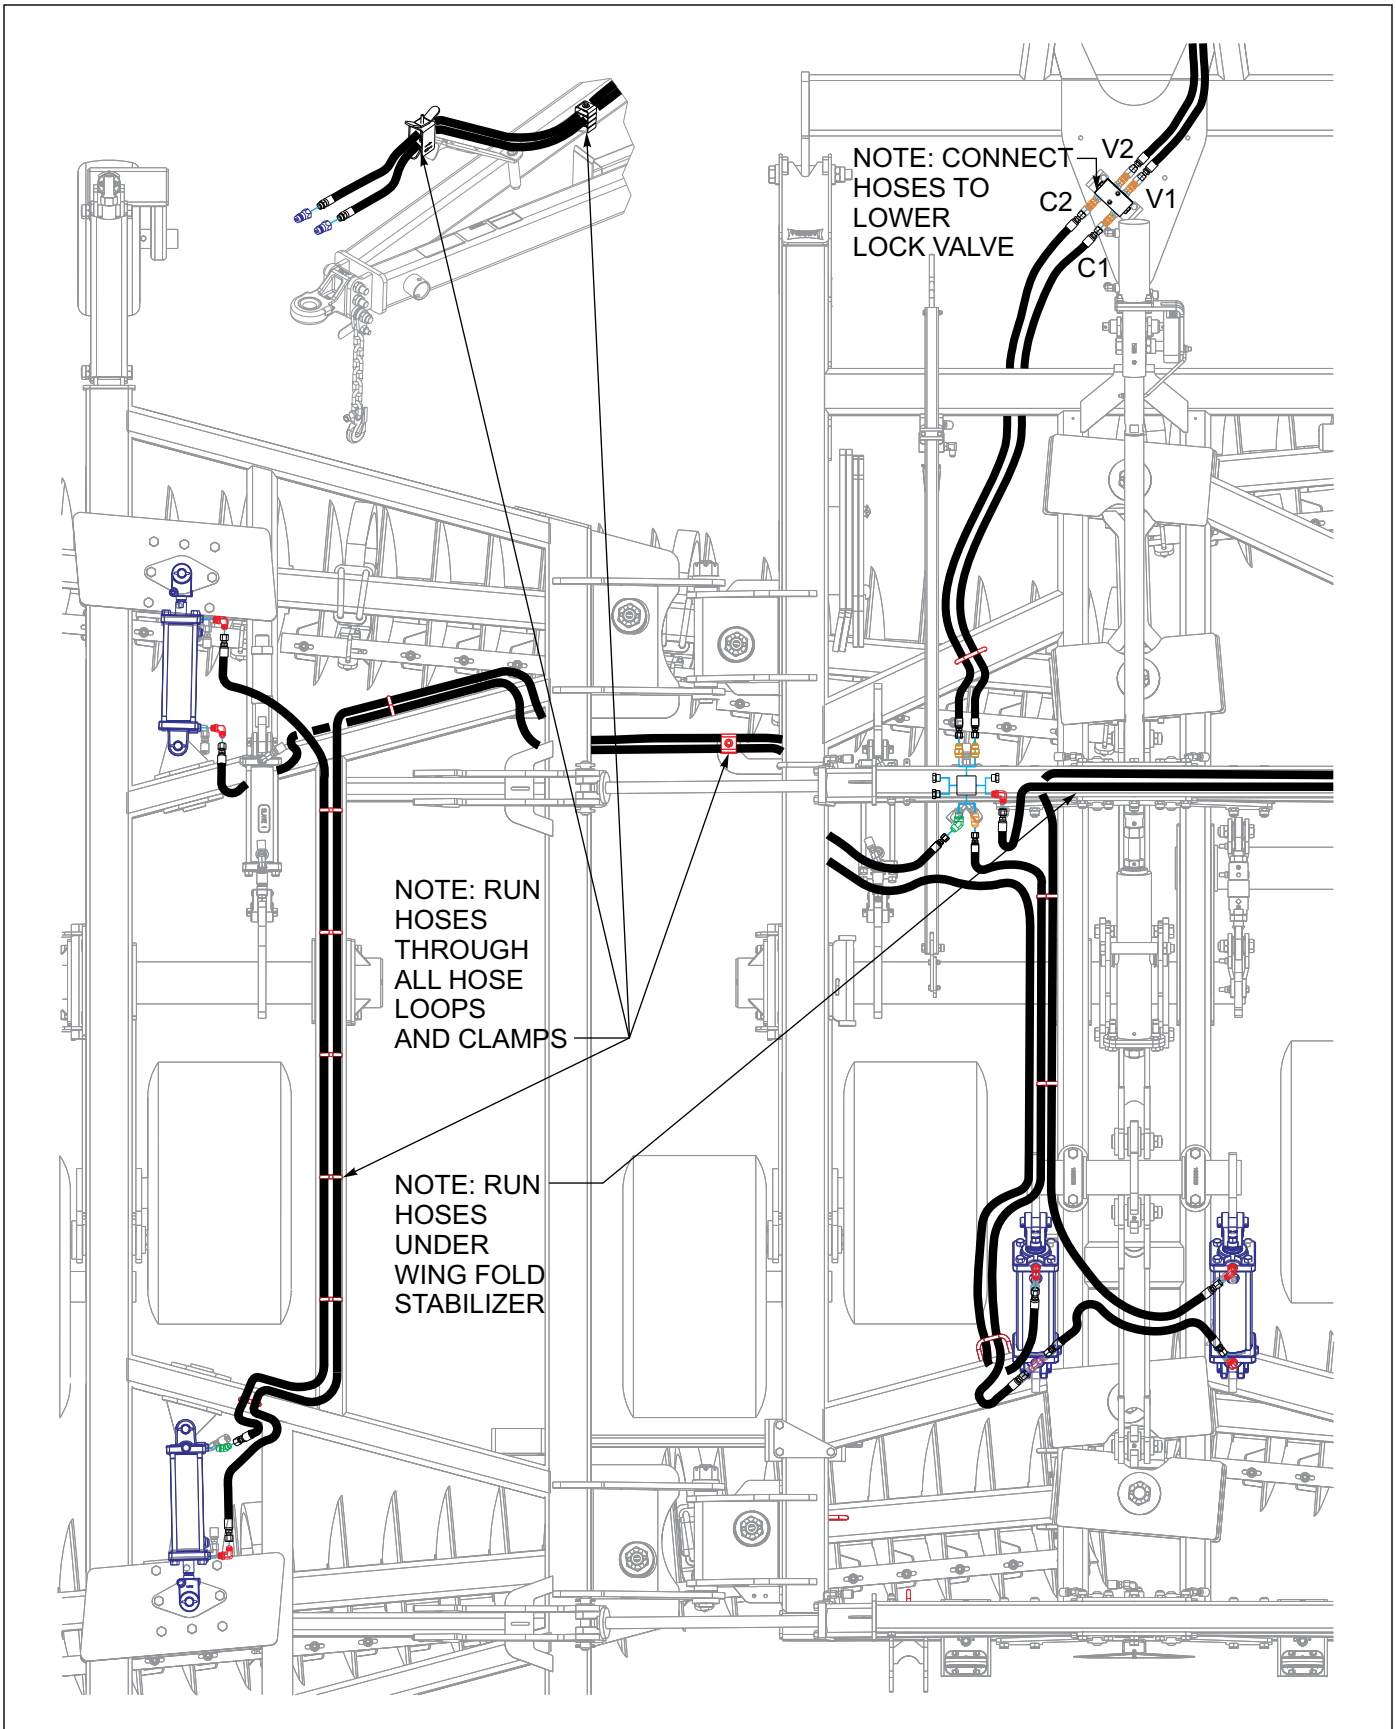 NOTE: CONNECT
HOSES TO
LOWER
LOCK VALVE
V2
V1
C2
C1
NOTE: RUN
HOSES
THROUGH
ALL HOSE
LOOPS
AND CLAMPS
NOTE: RUN
HOSES
UNDER
WING FOLD
STABILIZER